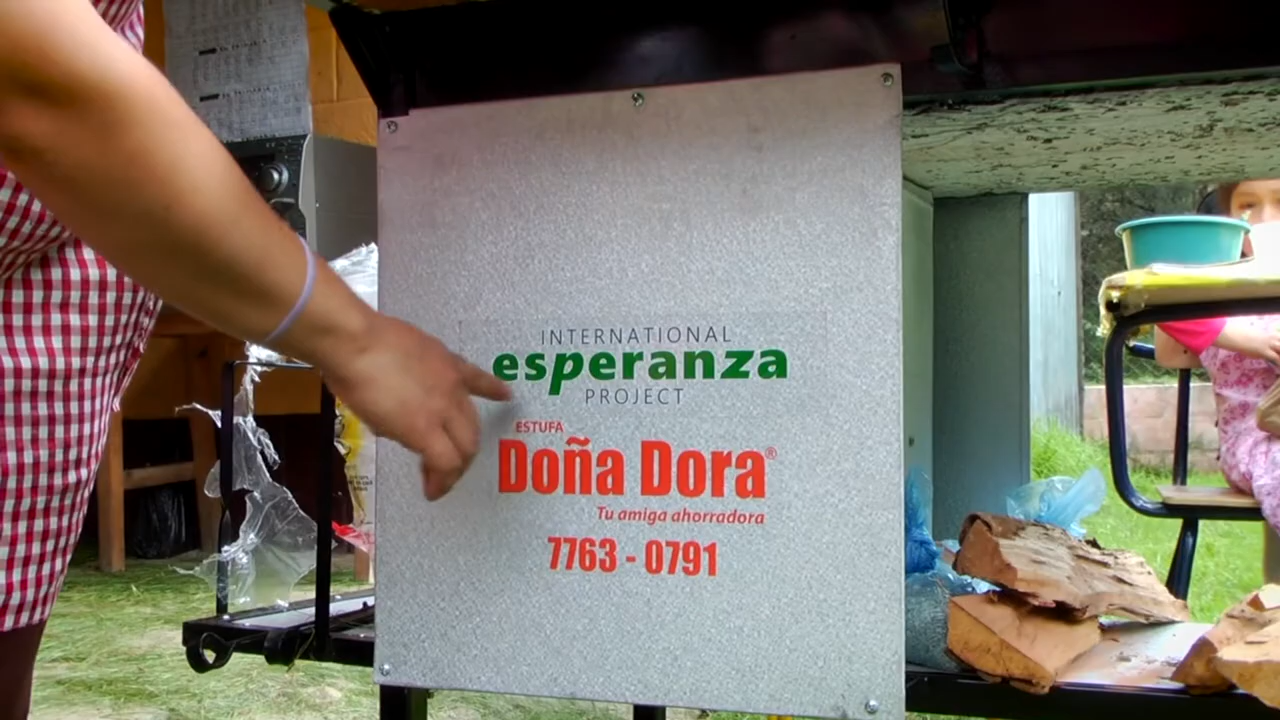 INTERNATIONAL
esperanza
PROJECT
ESTUFA
Doña Dora®
Tu amiga ahorradora
7763 - 0791